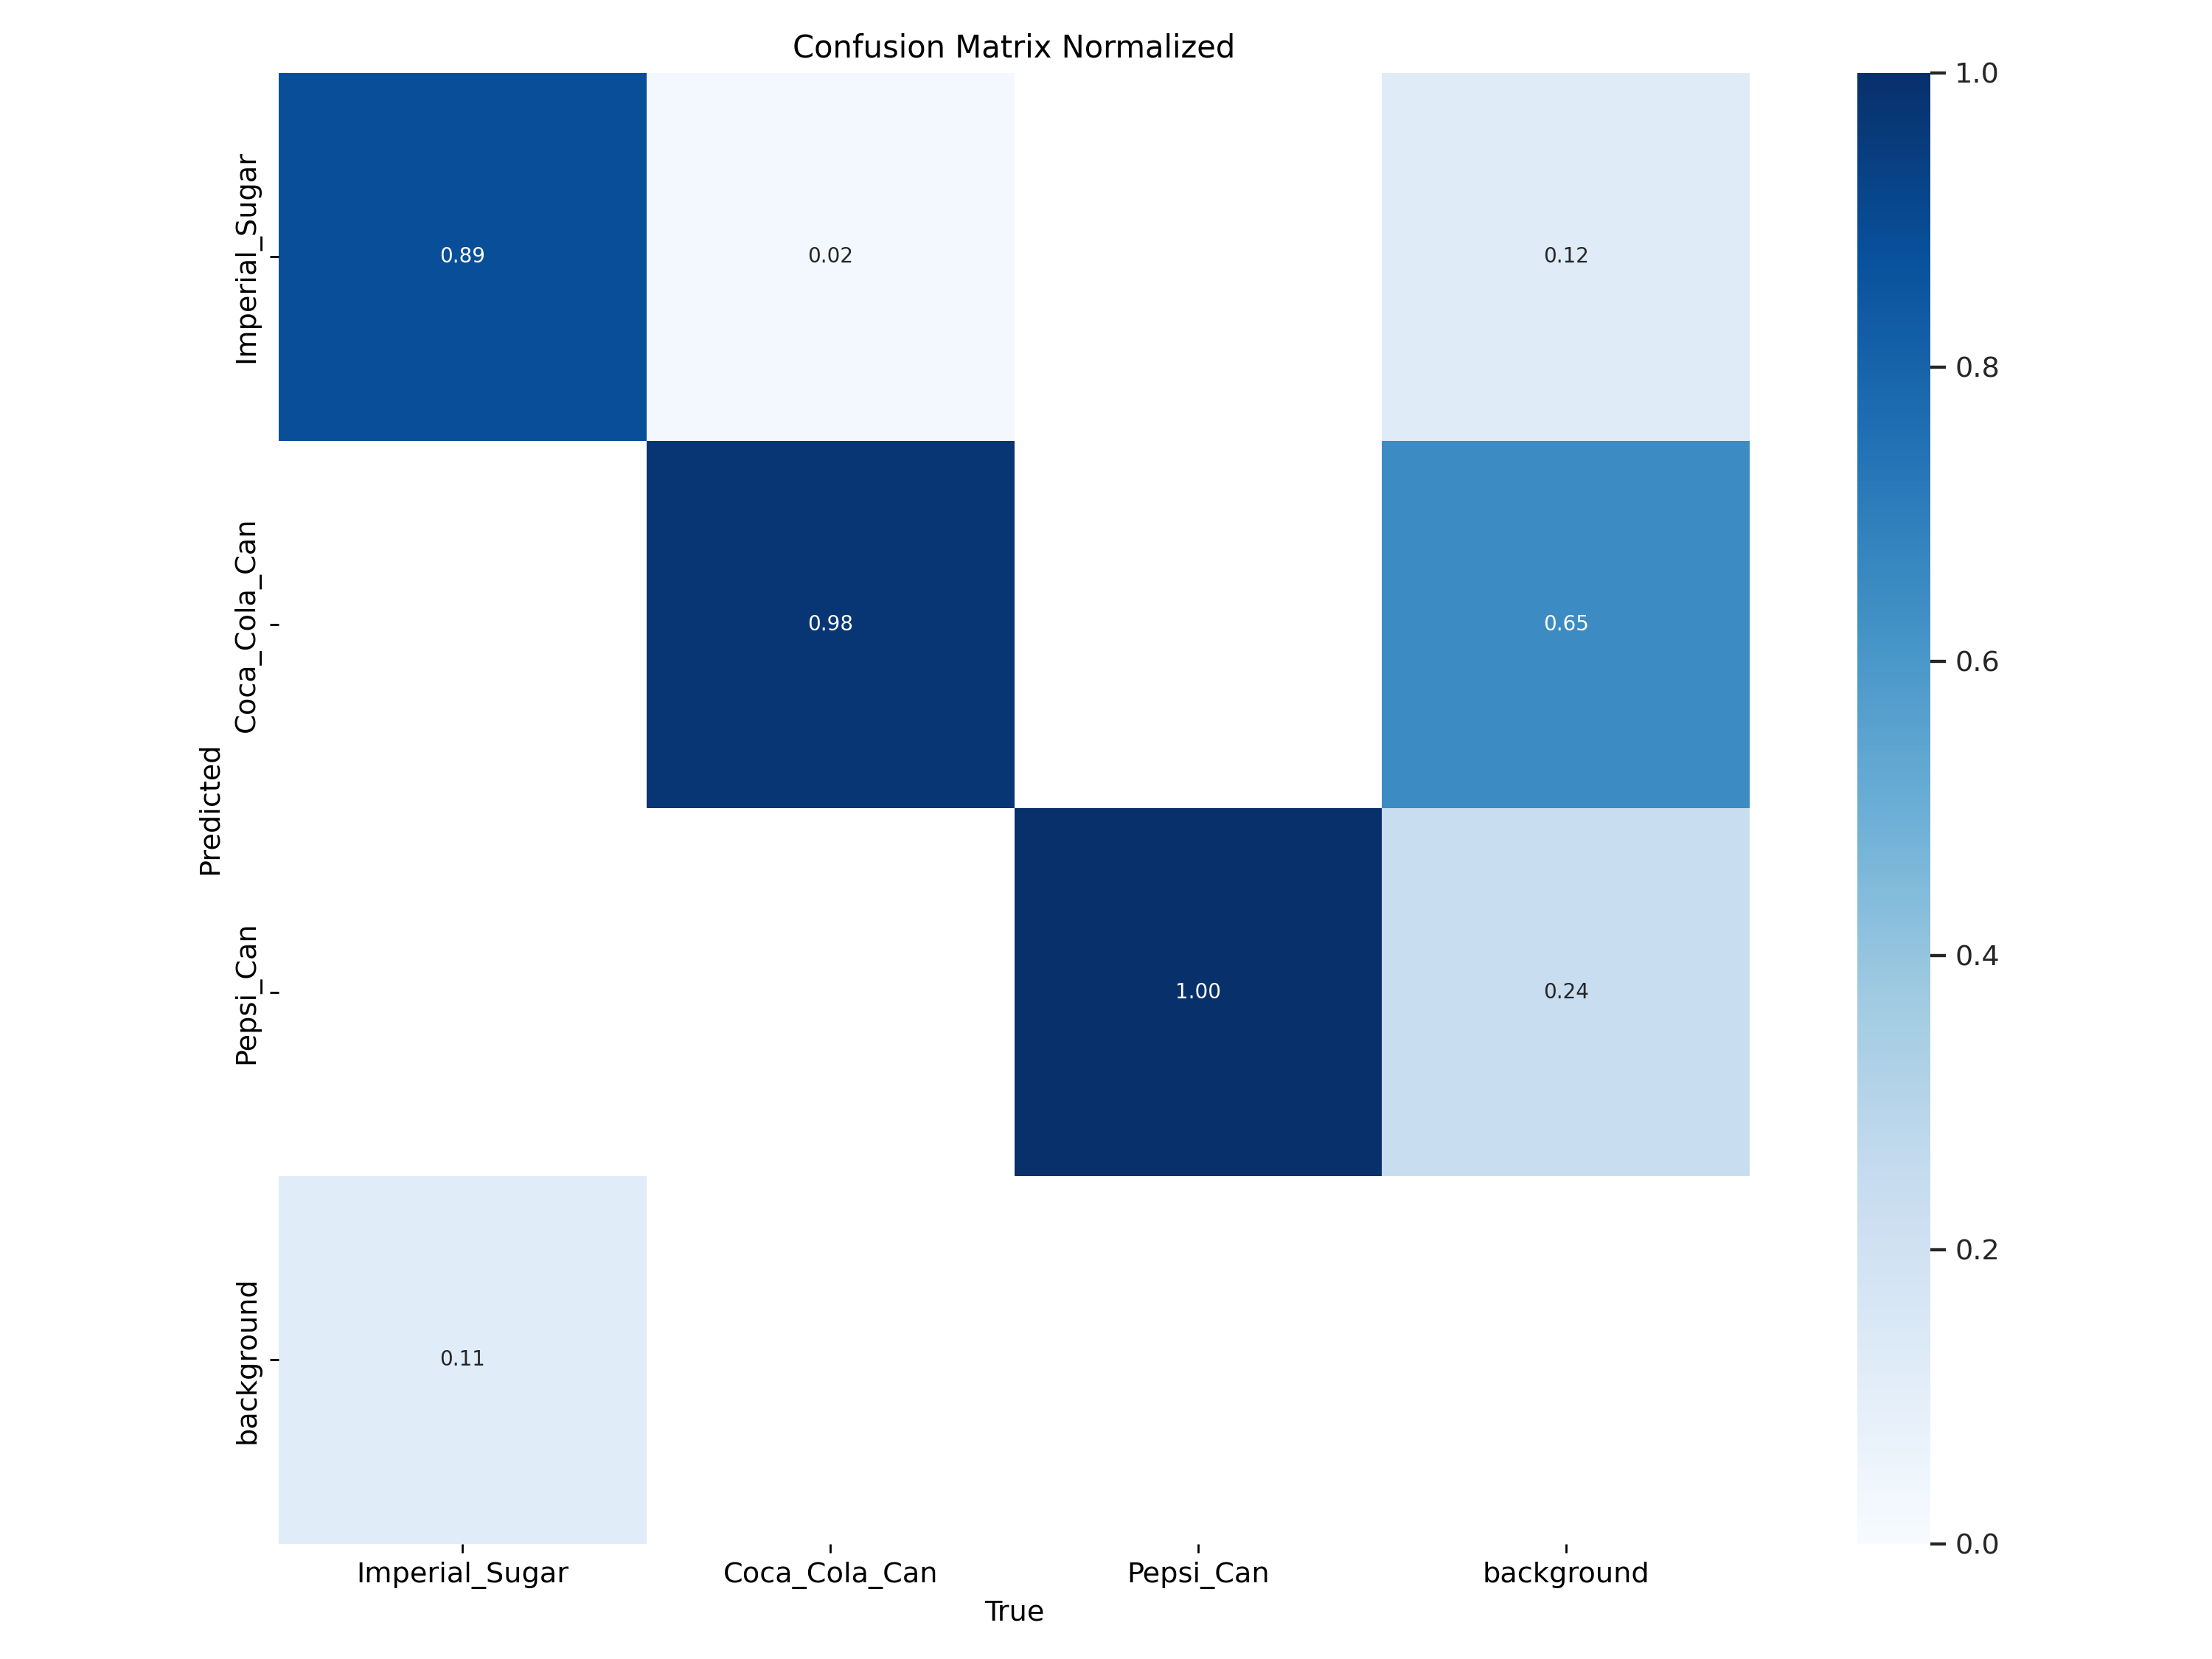 Confusion Matrix Normalized
Predicted
Imperial_Sugar
Coca_Cola_Can
Pepsi_Can
background
0.89 0.02 0.12
0.98 0.65
1.00 0.24
0.11
Imperial_Sugar Coca_Cola_Can Pepsi_Can background
True
1.0
0.8
0.6
0.4
0.2
0.0